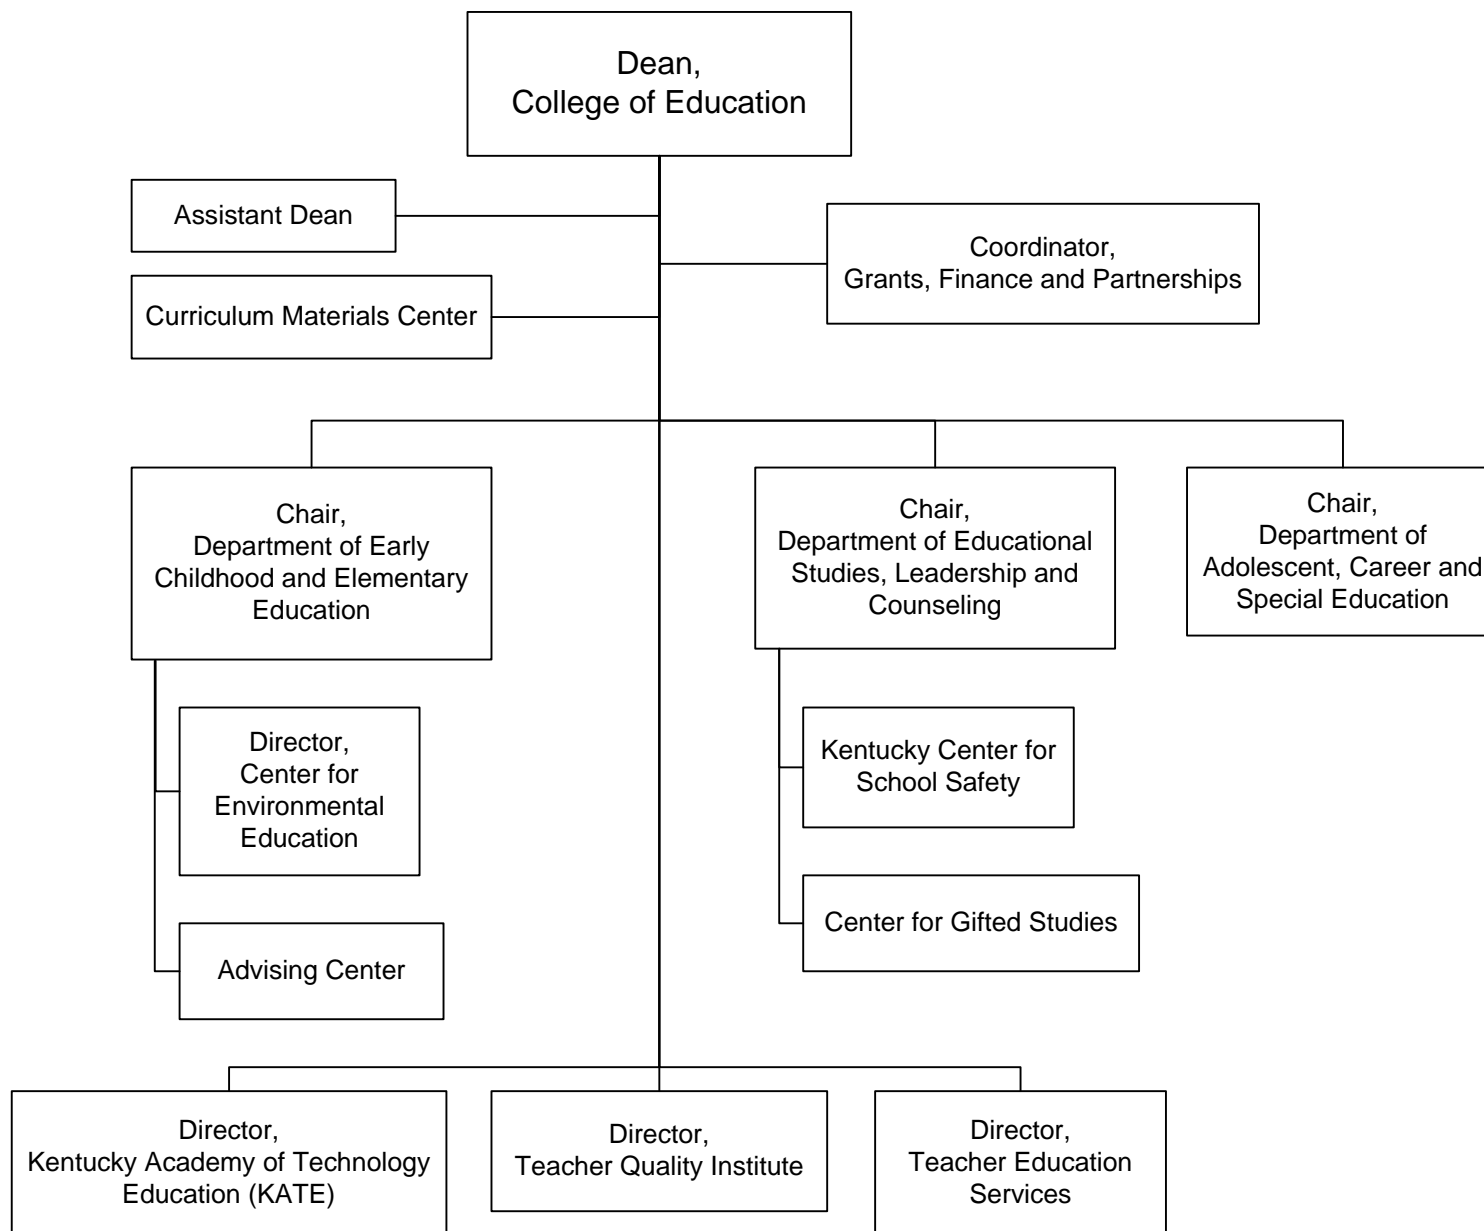 Dean,
College of Education
Assistant Dean
Coordinator,
Grants, Finance and Partnerships
Curriculum Materials Center
Chair,
Department of Early
Childhood and Elementary
Education
Chair,
Department of Educational
Studies, Leadership and
Counseling
Chair,
Department of
Adolescent, Career and
Special Education
Director,
Center for
Environmental
Education
Kentucky Center for
School Safety
Advising Center
Center for Gifted Studies
Director,
Kentucky Academy of Technology
Education (KATE)
Director,
Teacher Quality Institute
Director,
Teacher Education
Services